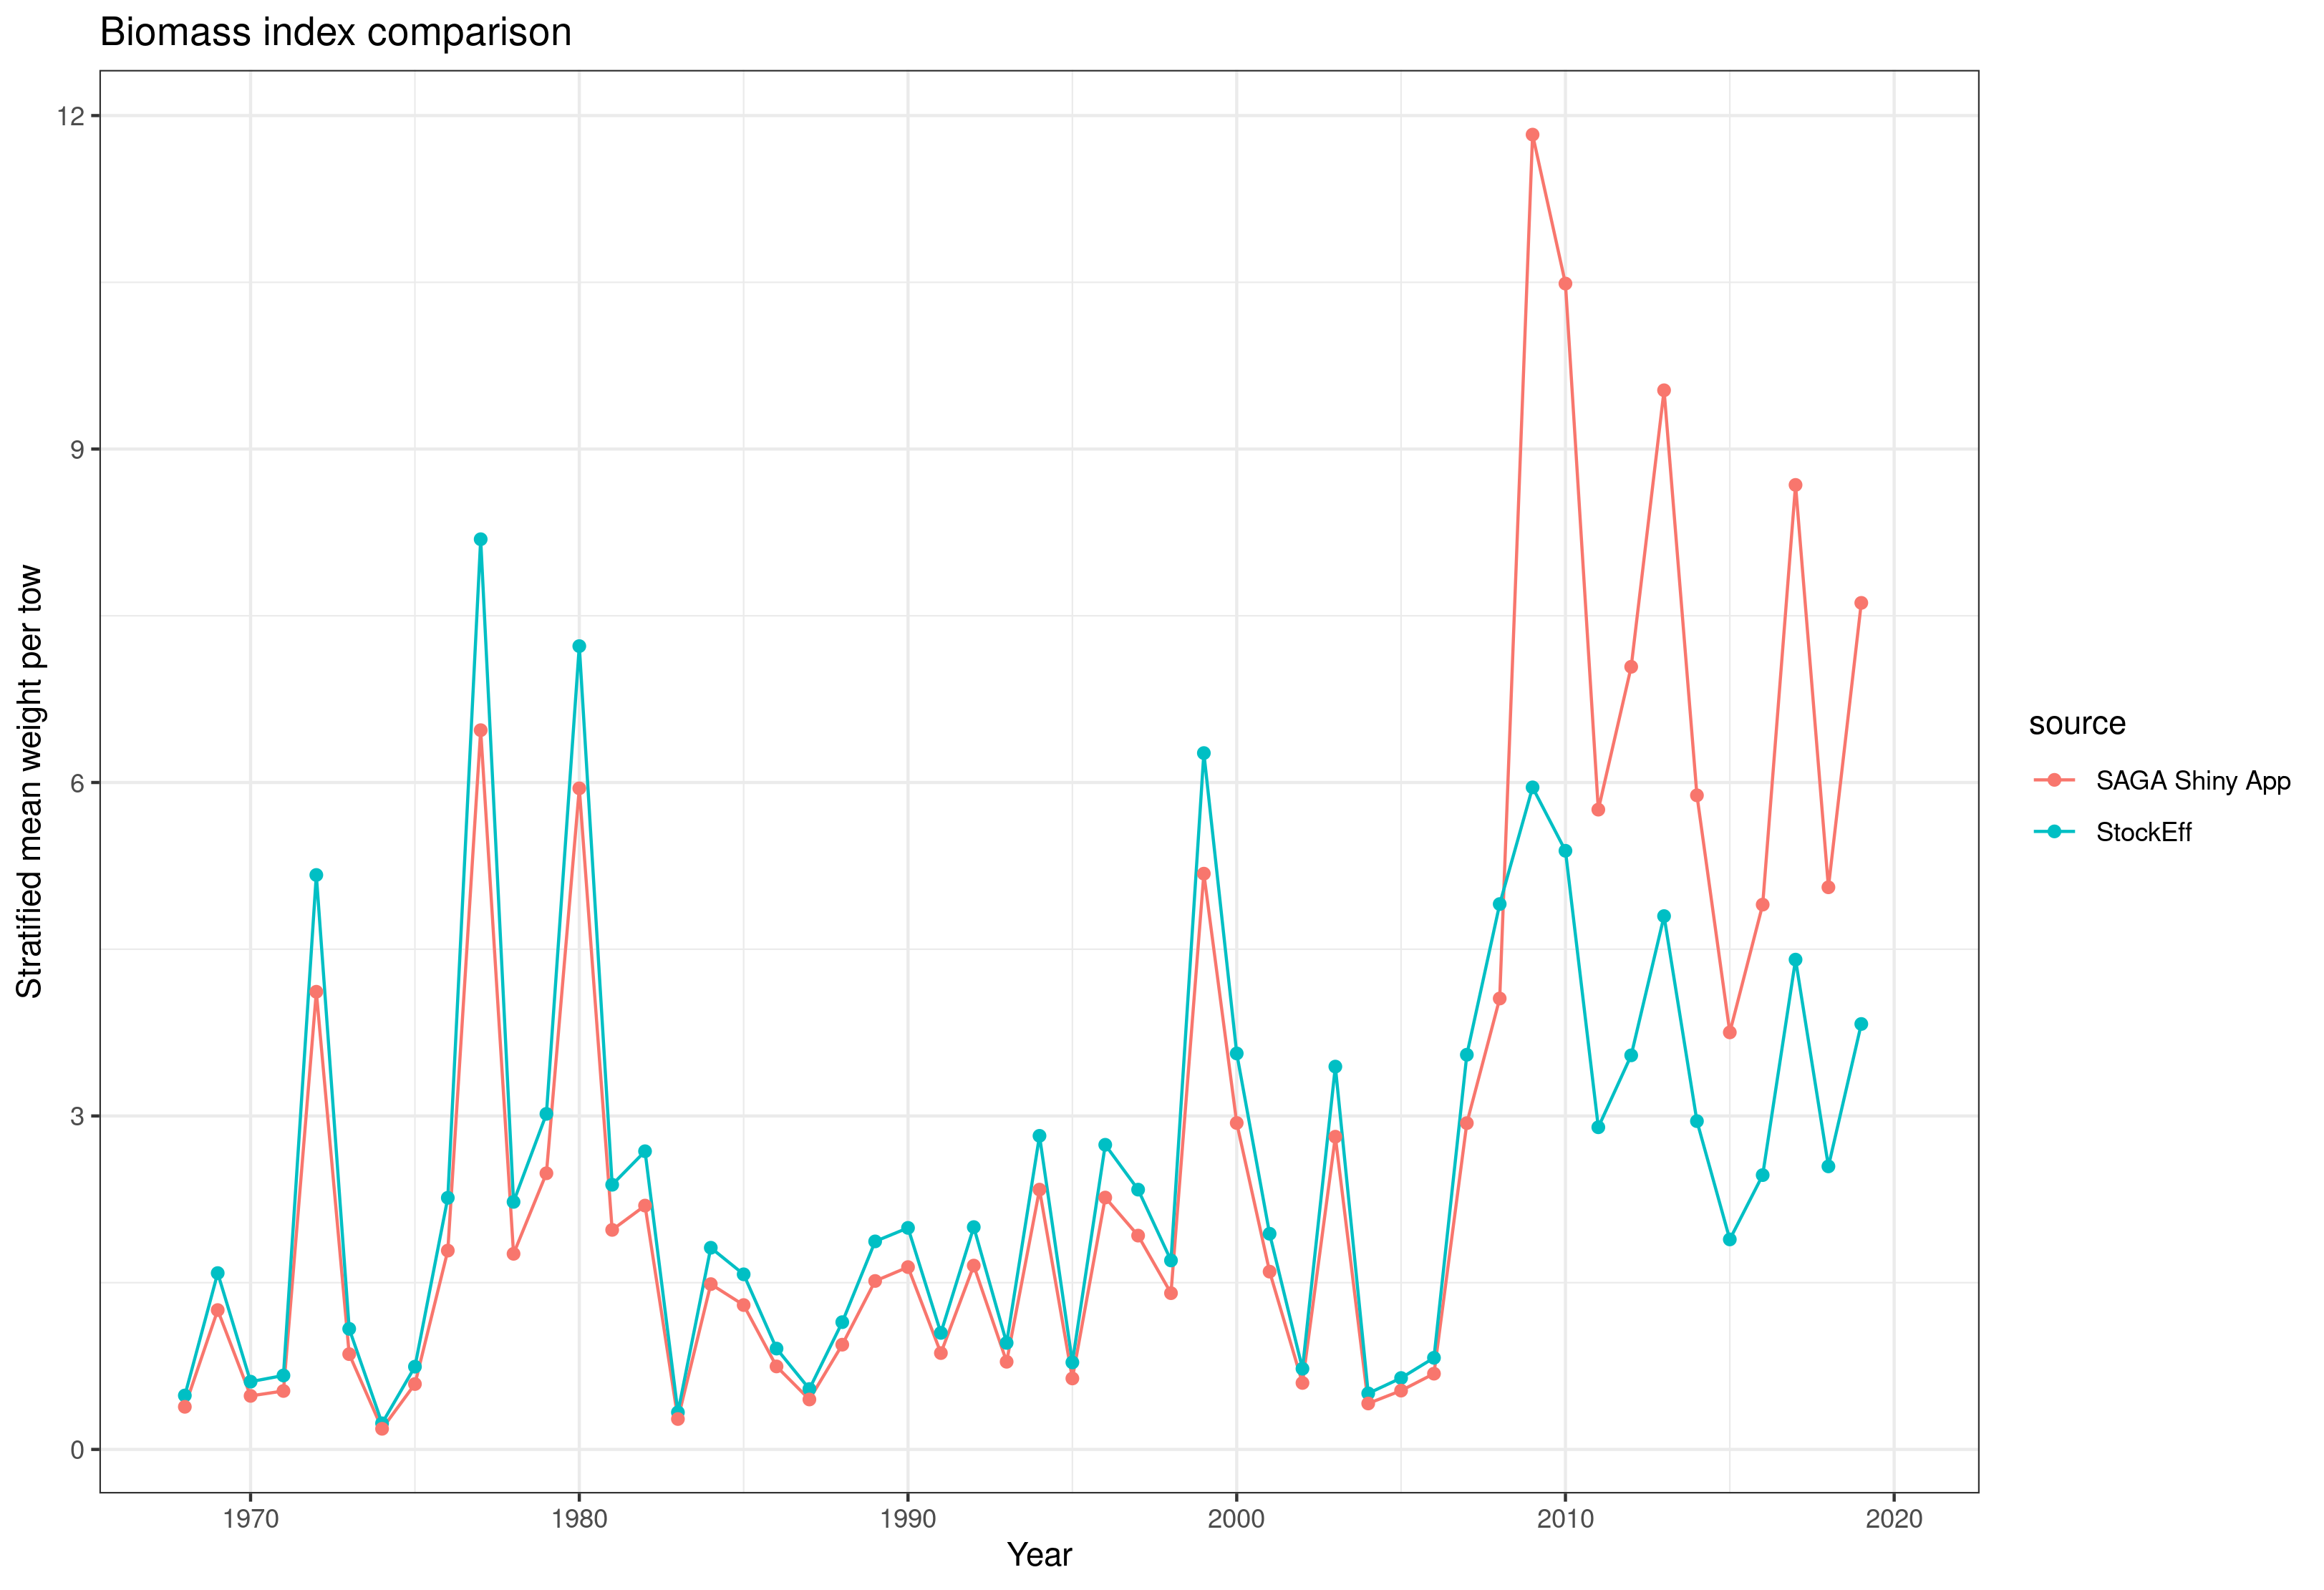 Biomass index comparison
Stratified mean weight per tow
12
9
6
3
0
1970
1980
1990
2000
2010
2020
Year
source
SAGA Shiny App
StockEff